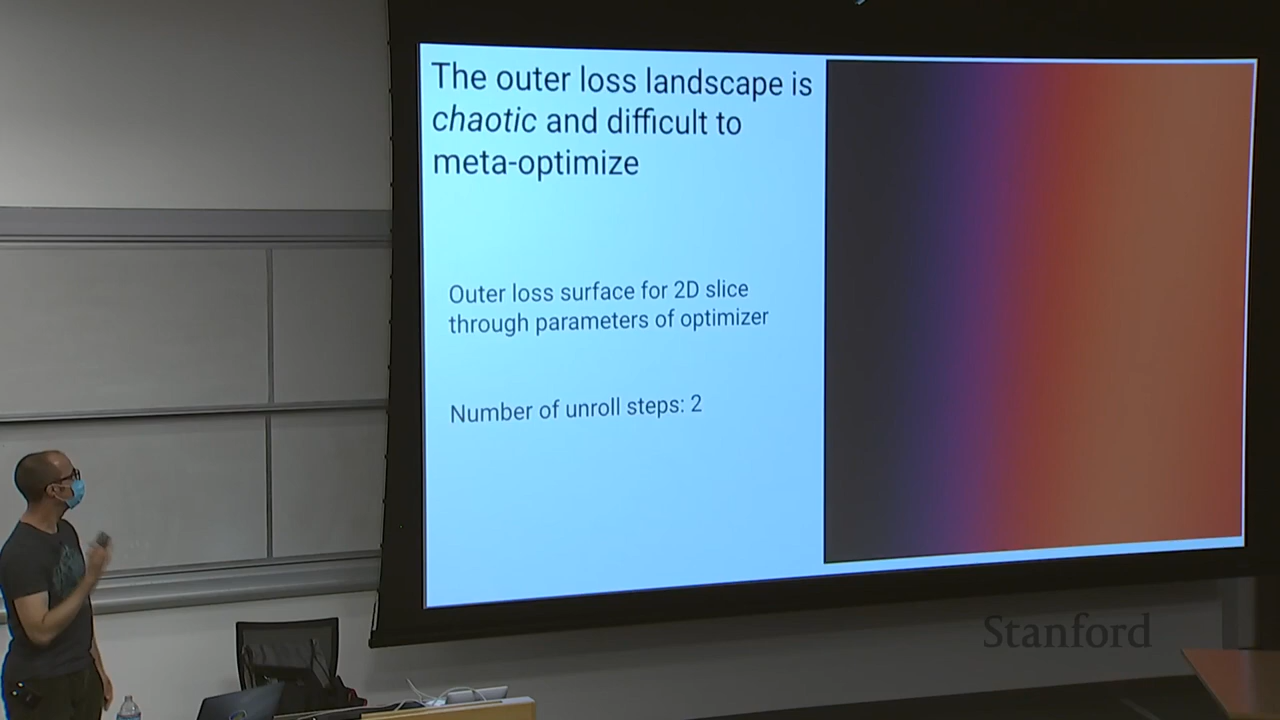 The outer loss landscape is
chaotic and difficult to
meta-optimize
Outer loss surface for 2D slice
through parameters of optimizer
Number of unroll steps: 2
Stanford